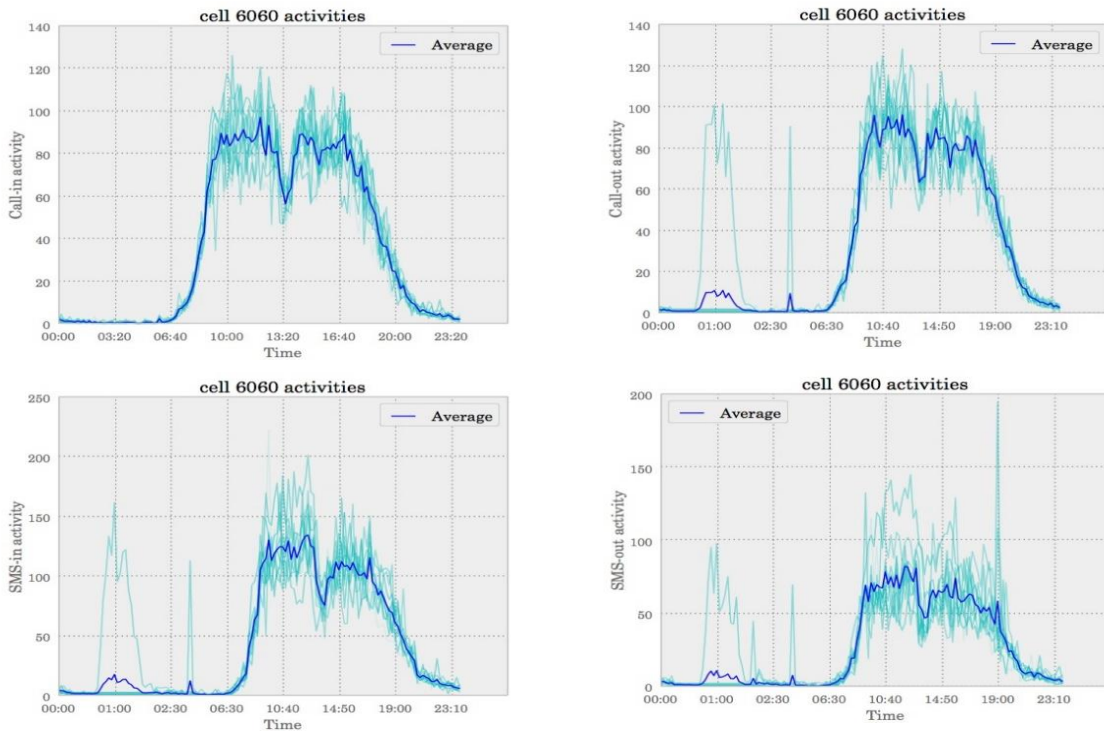 cell 6060 activities
140
120
100
80
60
40
20
0
Call-in activity
Average
00:00 03:20 06:40 10:00 13:20 16:40 20:00 23:20
Time
cell 6060 activities
140
120
100
80
60
40
20
0
Call-out activity
Average
00:00 01:00 02:30 06:30 10:40 14:50 19:00 23:10
Time
cell 6060 activities
250
200
150
100
50
0
SMS-in activity
Average
00:00 01:00 02:30 06:30 10:40 14:50 19:00 23:10
Time
cell 6060 activities
200
150
100
50
0
SMS-out activity
Average
00:00 01:00 02:30 06:30 10:40 14:50 19:00 23:10
Time